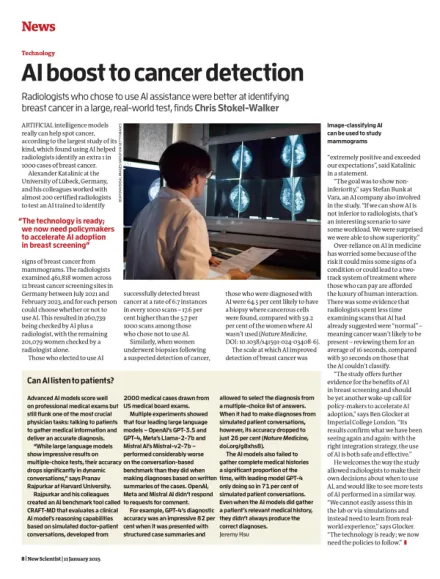 News
Technology
AI boost to cancer detection
Radiologists who chose to use AI assistance were better at identifying
breast cancer in a large, real-world test, finds Chris Stokel-Walker
ARTIFICIAL intelligence models
really can help spot cancer,
according to the largest study of its
kind, which found using AI helped
radiologists identify an extra 1 in
1000 cases of breast cancer.
Alexander Katalinic at the
University of Lübeck, Germany,
and his colleagues worked with
almost 200 certified radiologists
to test an AI trained to identify
"The technology is ready;
we now need policymakers
to accelerate AI adoption
in breast screening"
signs of breast cancer from
mammograms. The radiologists
examined 461,818 women across
12 breast cancer screening sites in
Germany between July 2021 and
February 2023, and for each person
could choose whether or not to
use AI. This resulted in 260,739
being checked by AI plus a
radiologist, with the remaining
201,079 women checked by a
radiologist alone.
Those who elected to use AI
successfully detected breast
cancer at a rate of 6.7 instances
in every 1000 scans – 17.6 per
cent higher than the 5.7 per
1000 scans among those
who chose not to use AI.
Similarly, when women
underwent biopsies following
a suspected detection of cancer,
those who were diagnosed with
AI were 64.5 per cent likely to have
a biopsy where cancerous cells
were found, compared with 59.2
per cent of the women where AI
wasn't used (Nature Medicine,
DOI: 10.1038/s41591-024-03408-6).
The scale at which AI improved
detection of breast cancer was
Image-classifying AI
can be used to study
mammograms
"extremely positive and exceeded
our expectations", said Katalinic
in a statement.
"The goal was to show non-
inferiority," says Stefan Bunk at
Vara, an AI company also involved
in the study. "If we can show AI is
not inferior to radiologists, that's
an interesting scenario to save
some workload. We were surprised
we were able to show superiority."
Over-reliance on AI in medicine
has worried some because of the
risk it could miss some signs of a
condition or could lead to a two-
track system of treatment where
those who can pay are afforded
the luxury of human interaction.
There was some evidence that
radiologists spent less time
examining scans that AI had
already suggested were "normal" –
meaning cancer wasn't likely to be
present – reviewing them for an
average of 16 seconds, compared
with 30 seconds on those that
the AI couldn't classify.
"The study offers further
evidence for the benefits of AI
in breast screening and should
be yet another wake-up call for
policy-makers to accelerate AI
adoption," says Ben Glocker at
Imperial College London. "Its
results confirm what we have been
seeing again and again: with the
right integration strategy, the use
of AI is both safe and effective."
He welcomes the way the study
allowed radiologists to make their
own decisions about when to use
AI, and would like to see more tests
of AI performed in a similar way.
"We cannot easily assess this in
the lab or via simulations and
instead need to learn from real-
world experience," says Glocker.
"The technology is ready; we now
need the policies to follow."
Can AI listen to patients?
Advanced AI models score well
on professional medical exams but
still flunk one of the most crucial
physician tasks: talking to patients
to gather medical information and
deliver an accurate diagnosis.
"While large language models
show impressive results on
multiple-choice tests, their accuracy
drops significantly in dynamic
conversations," says Pranav
Rajpurkar at Harvard University.
Rajpurkar and his colleagues
created an AI benchmark tool called
CRAFT-MD that evaluates a clinical
AI model's reasoning capabilities
based on simulated doctor-patient
conversations, developed from
2000 medical cases drawn from
US medical board exams.
Multiple experiments showed
that four leading large language
models – OpenAI's GPT-3.5 and
GPT-4, Meta's Llama-2-7b and
Mistral AI's Mistral-v2-7b –
performed considerably worse
on the conversation-based
benchmark than they did when
making diagnoses based on written
summaries of the cases. OpenAI,
Meta and Mistral AI didn't respond
to requests for comment.
For example, GPT-4's diagnostic
accuracy was an impressive 82 per
cent when it was presented with
structured case summaries and
allowed to select the diagnosis from
a multiple-choice list of answers.
When it had to make diagnoses from
simulated patient conversations,
however, its accuracy dropped to
just 26 per cent (Nature Medicine,
doi.org/g8xhs8).
The AI models also failed to
gather complete medical histories
a significant proportion of the
time, with leading model GPT-4
only doing so in 71 per cent of
simulated patient conversations.
Even when the AI models did gather
a patient's relevant medical history,
they didn't always produce the
correct diagnoses.
Jeremy Hsu
8 | New Scientist | 11 January 2025